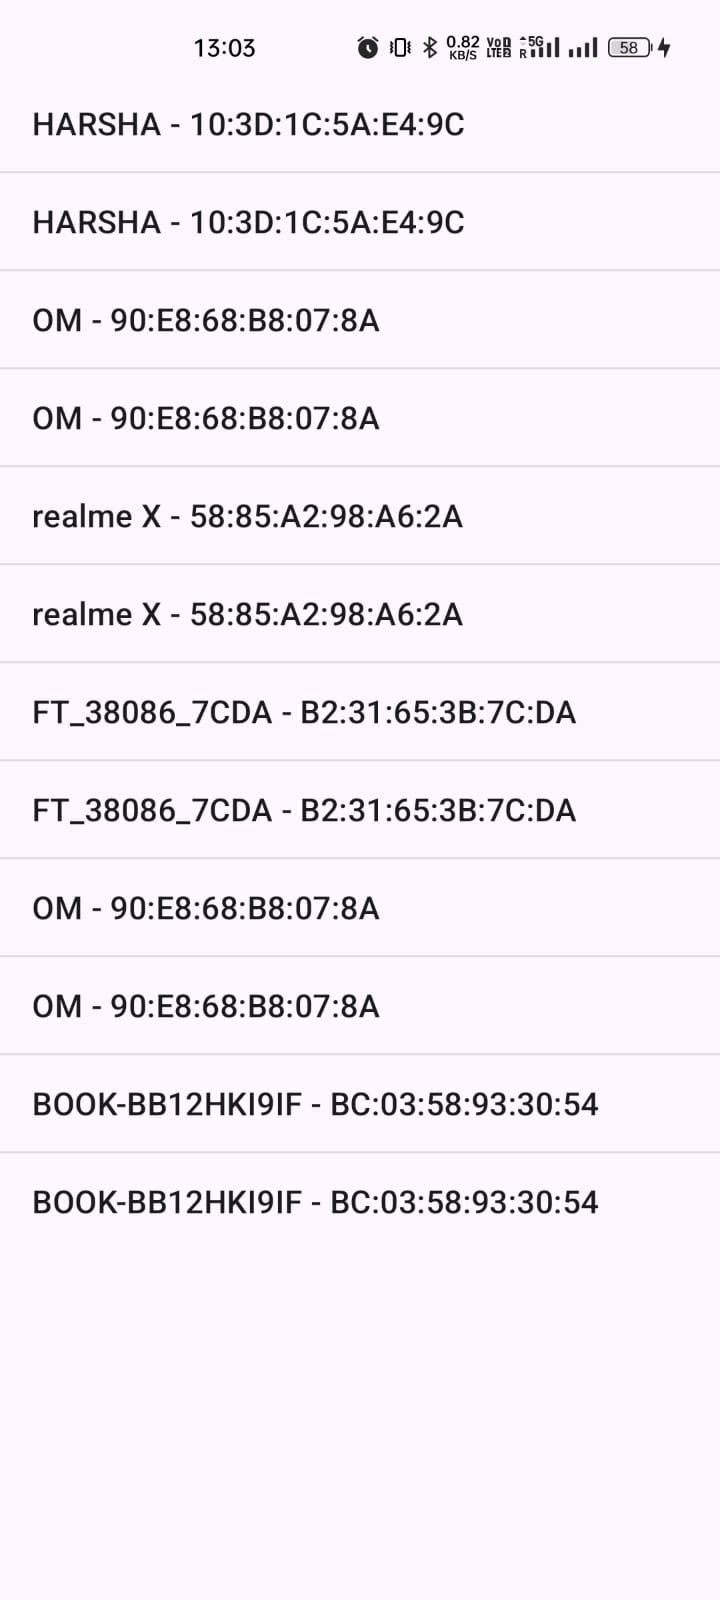 13:03 0.82 KB/S VoD LTE2 5G R 58
HARSHA - 10:3D:1C:5A:E4:9C
HARSHA - 10:3D:1C:5A:E4:9C
OM - 90:E8:68:B8:07:8A
OM - 90:E8:68:B8:07:8A
realme X - 58:85:A2:98:A6:2A
realme X - 58:85:A2:98:A6:2A
FT_38086_7CDA - B2:31:65:3B:7C:DA
FT_38086_7CDA - B2:31:65:3B:7C:DA
OM - 90:E8:68:B8:07:8A
OM - 90:E8:68:B8:07:8A
BOOK-BB12HKI9IF - BC:03:58:93:30:54
BOOK-BB12HKI9IF - BC:03:58:93:30:54